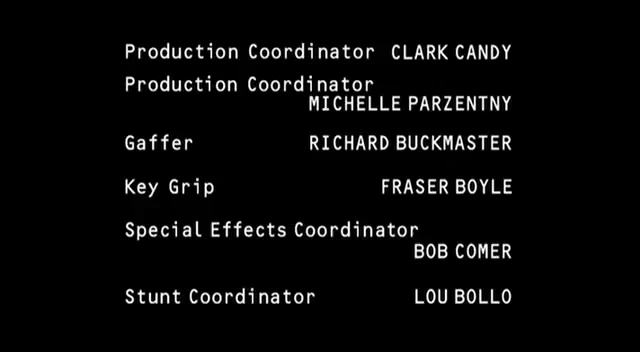 Production Coordinator CLARK CANDY
Production Coordinator
MICHELLE PARZENTNY
Gaffer RICHARD BUCKMASTER
Key Grip FRASER BOYLE
Special Effects Coordinator
BOB COMER
Stunt Coordinator LOU BOLLO